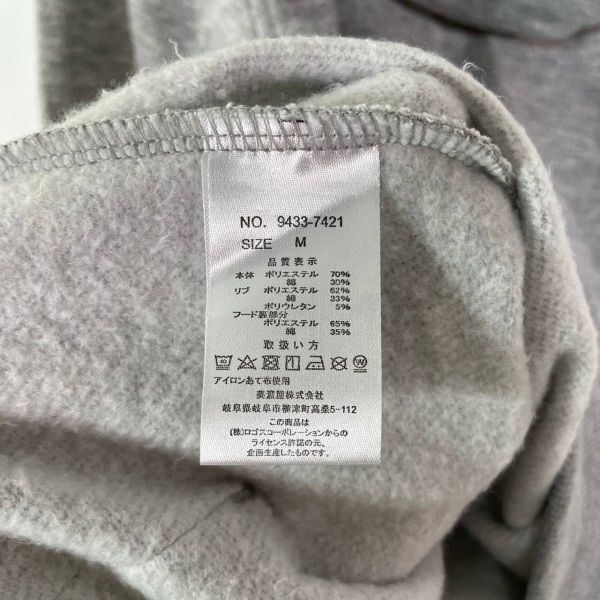 NO. 9433-7421
SIZE M
品質表示
本体 ポリエステル 70%
綿 30%
リブ ポリエステル 62%
綿 33%
ポリウレタン 5%
フード裏部分
ポリエステル 65%
綿 35%
取扱い方
アイロンあて布使用
美濃屋株式会社
岐阜県岐阜市柳津町高桑5-112
この商品は
(株)ロゴスコーポレーションからの
ライセンス許諾の元、
企画生産したものです。